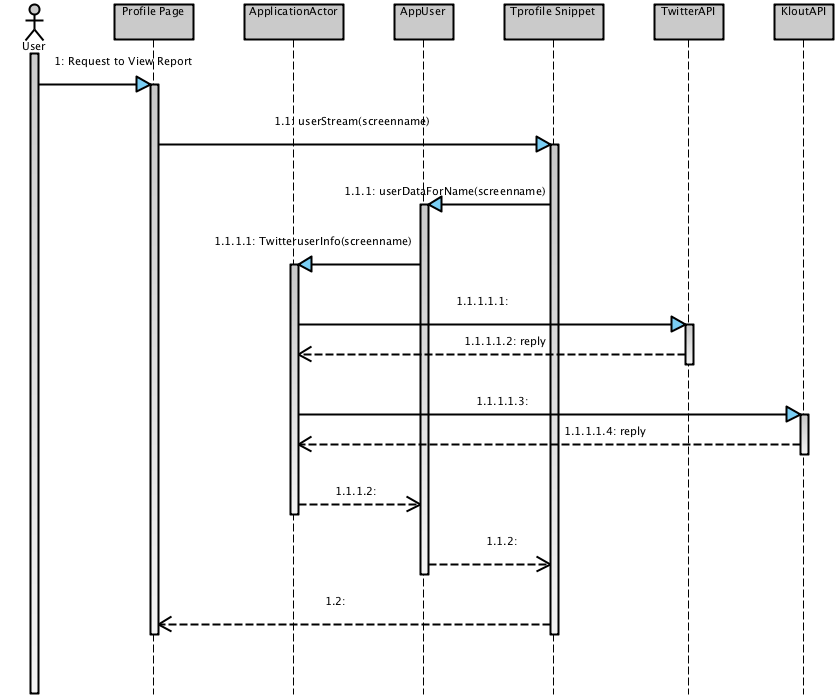 Profile Page
ApplicationActor
AppUser
Tprofile Snippet
TwitterAPI
KloutAPI
User
1: Request to View Report
1.1: userStream(screenname)
1.1.1: userDataForName(screenname)
1.1.1.1: TwitteruserInfo(screenname)
1.1.1.1.1:
1.1.1.1.2: reply
1.1.1.1.3:
1.1.1.1.4: reply
1.1.1.2:
1.1.2:
1.2: